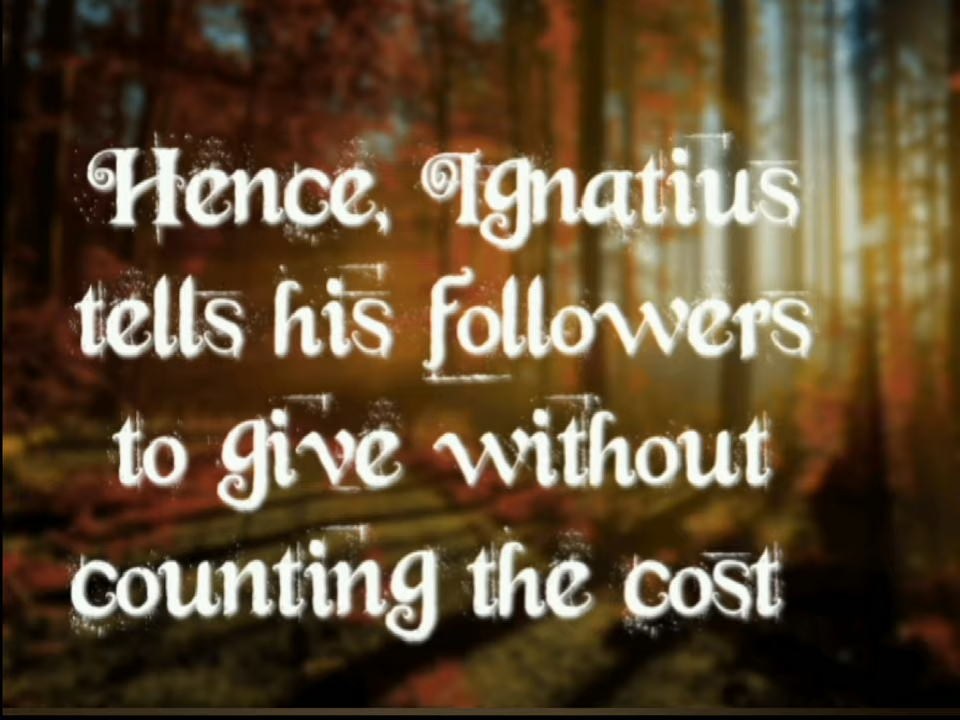 Hence, Ignatius
tells his followers
to give without
counting the cost